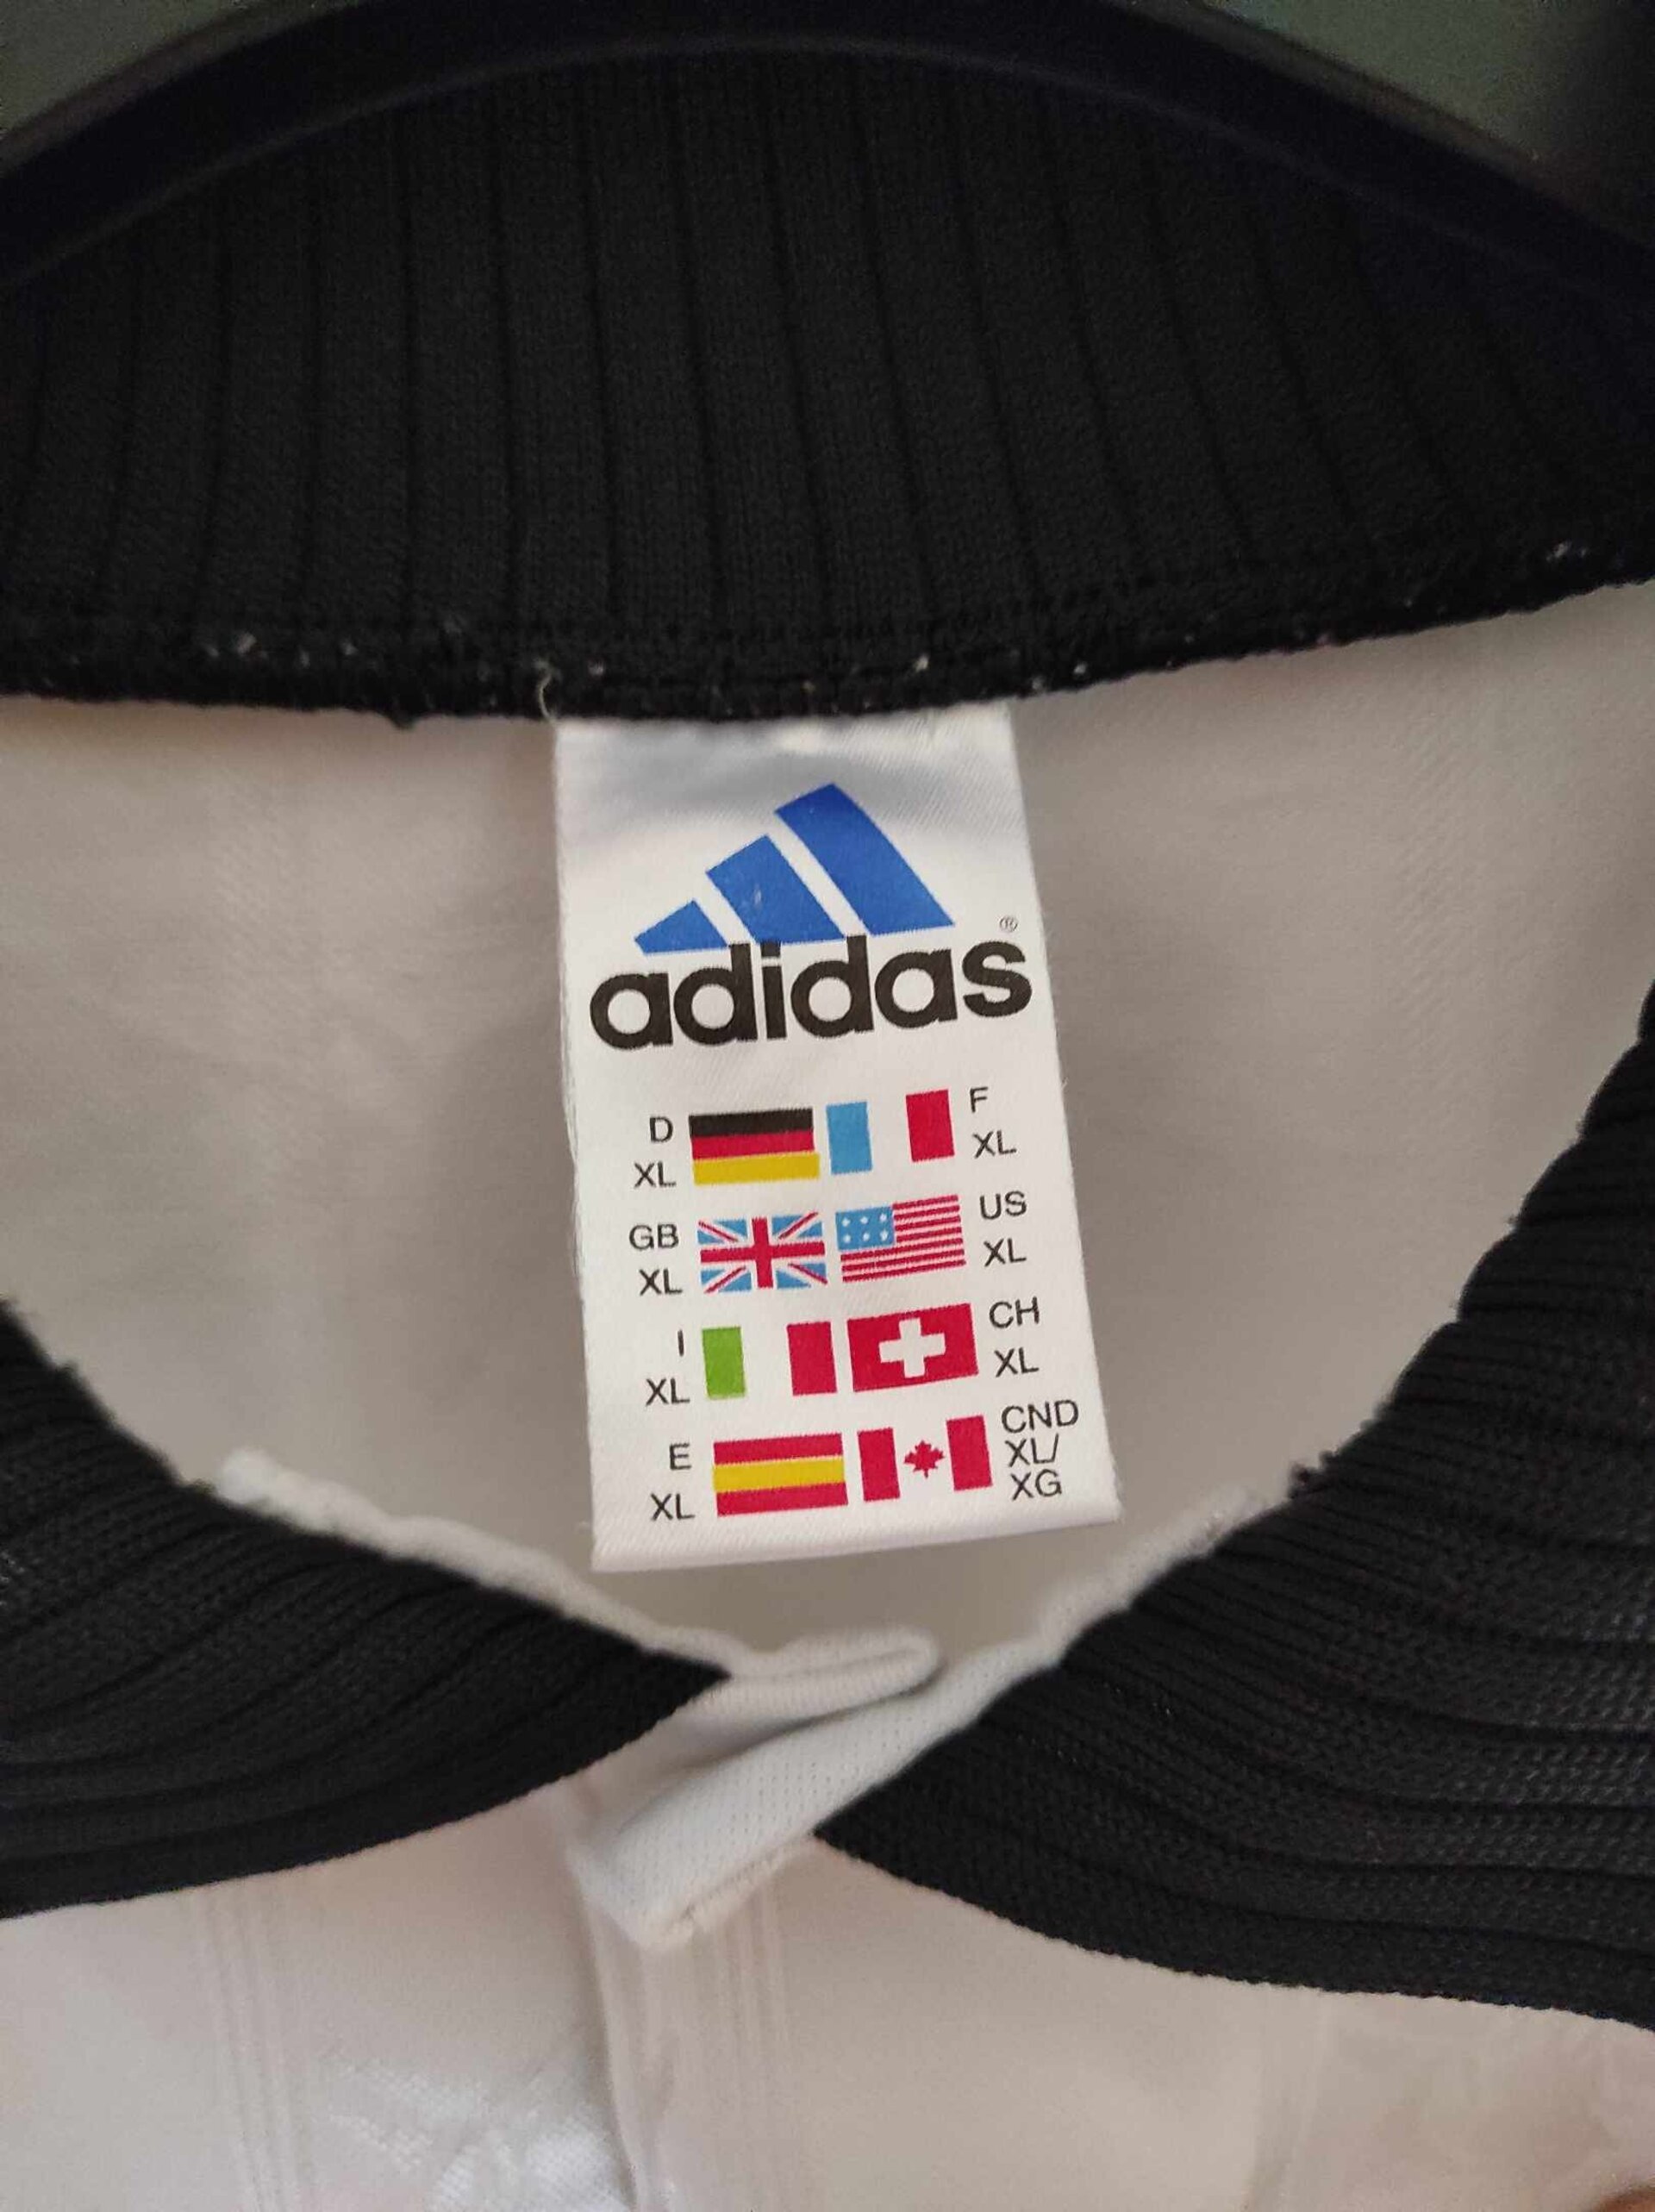 ®
adidas
D F
XL XL
GB US
XL XL
I CH
XL XL
E CND
XL XL/
XG